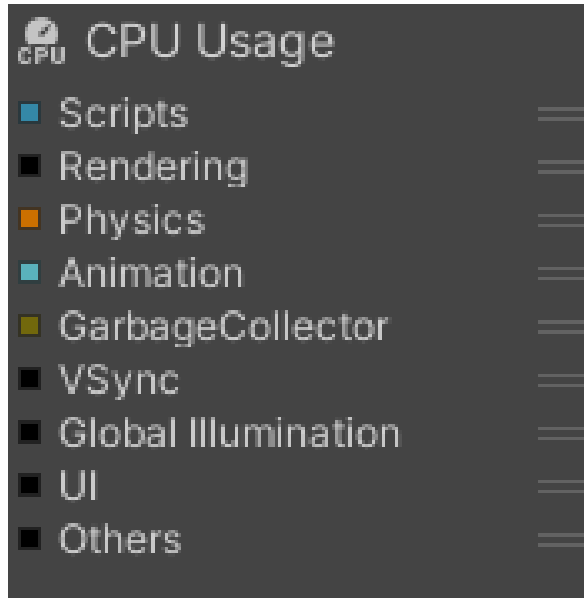 CPU CPU Usage
Scripts
Rendering
Physics
Animation
GarbageCollector
VSync
Global Illumination
UI
Others